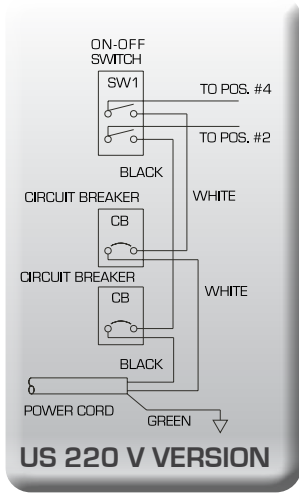 ON-OFF
SWITCH
SW1
TO POS. #4
TO POS. #2
BLACK
WHITE
CIRCUIT BREAKER
CB
CIRCUIT BREAKER
CB
WHITE
BLACK
POWER CORD
GREEN
US 220 V VERSION